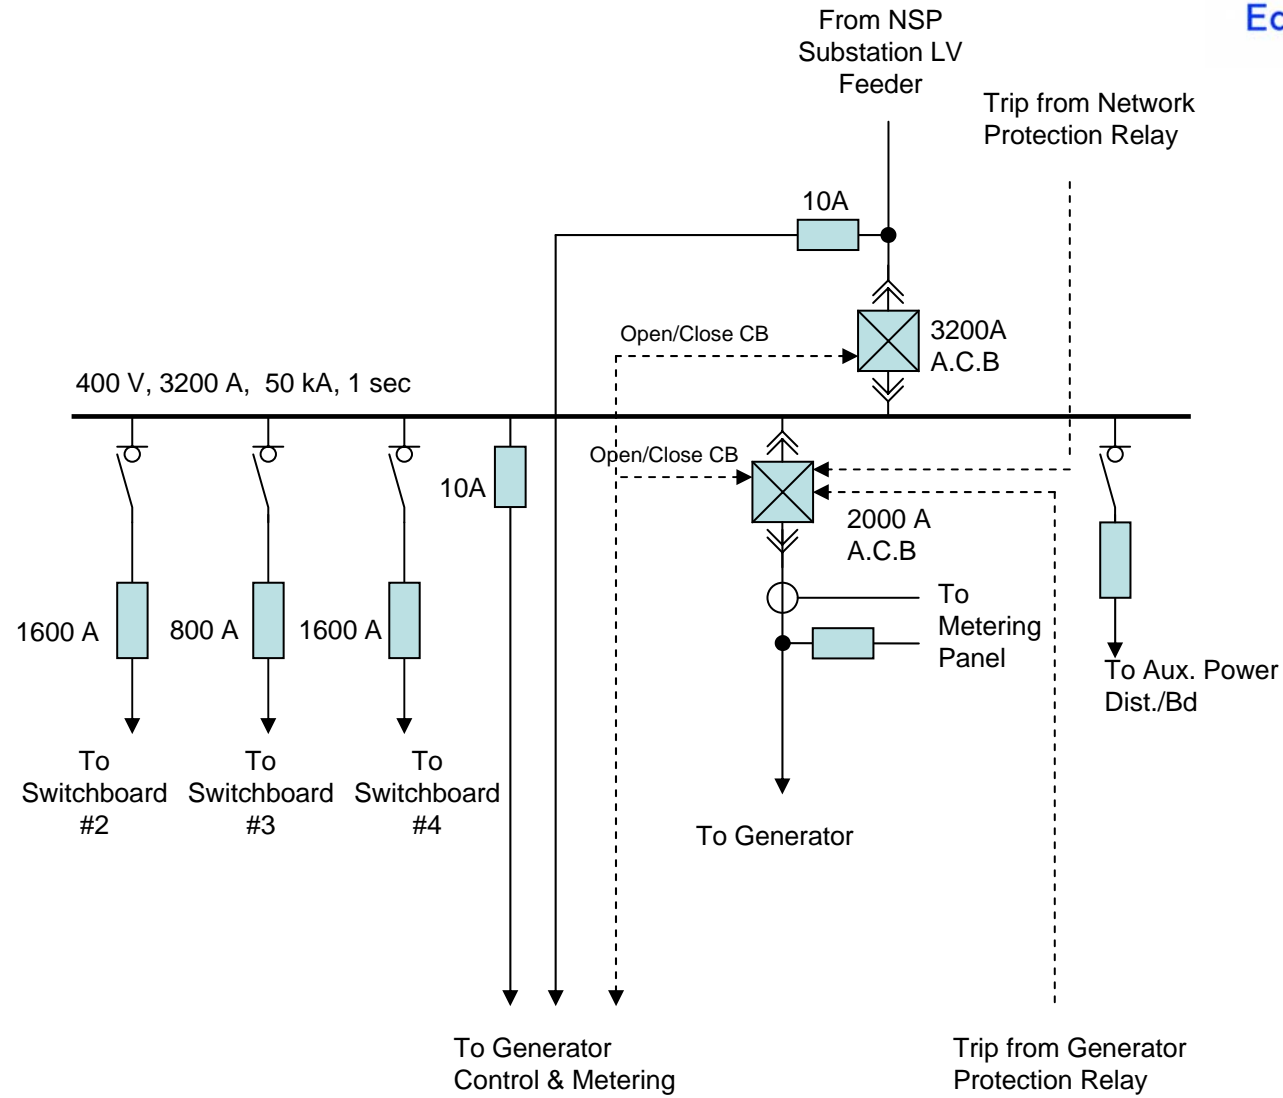 Ec
From NSP
Substation LV
Feeder
Trip from Network
Protection Relay
10A
Open/Close CB
3200A
A.C.B
400 V, 3200 A, 50 kA, 1 sec
Open/Close CB
10A
2000 A
A.C.B
1600 A
800 A
1600 A
To
Metering
Panel
To Aux. Power
Dist./Bd
To
Switchboard
#2
To
Switchboard
#3
To
Switchboard
#4
To Generator
To Generator
Control & Metering
Trip from Generator
Protection Relay